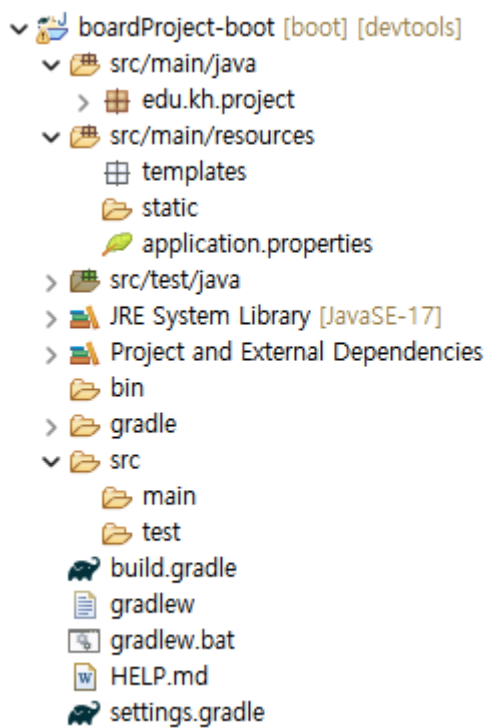 boardProject-boot [boot] [devtools]
src/main/java
edu.kh.project
src/main/resources
templates
static
application.properties
src/test/java
JRE System Library [JavaSE-17]
Project and External Dependencies
bin
gradle
src
main
test
build.gradle
gradlew
gradlew.bat
HELP.md
settings.gradle